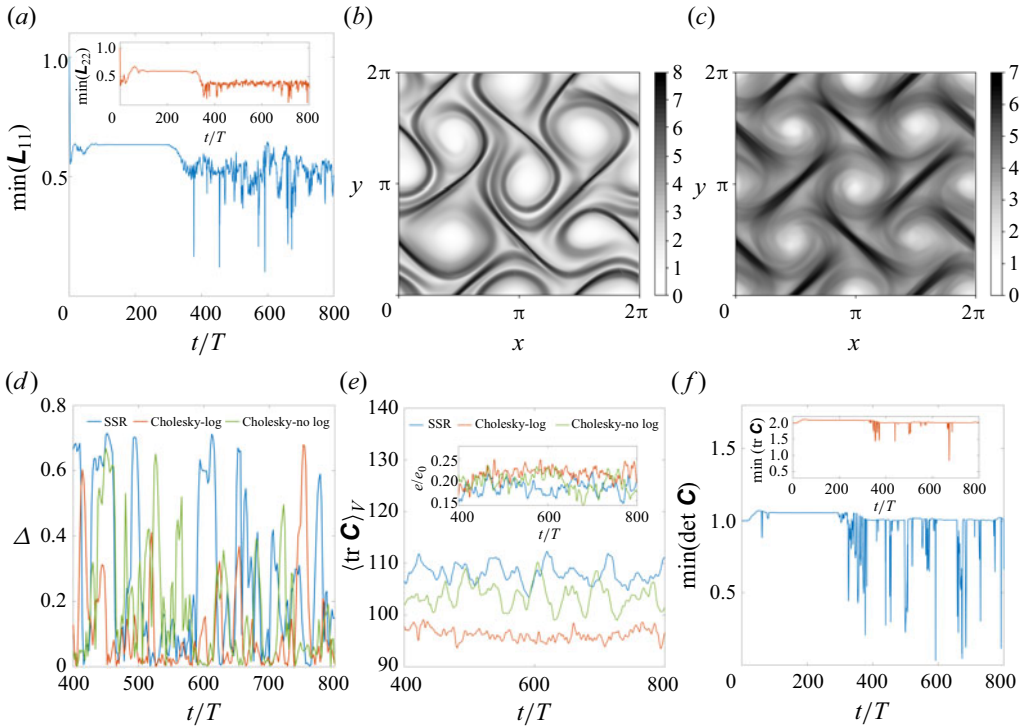 (a)
min(L11)
1.0
0.5
0
200
400
600
800
t/T
min(L22)
1.0
0.5
0
200
400
600
800
t/T
(b)
2π
y π
0
π
2π
x
8
7
6
5
4
3
2
1
0
(c)
2π
y π
0
π
2π
x
7
6
5
4
3
2
1
0
(d)
SSR Cholesky-log Cholesky-no log
Δ
0.8
0.6
0.4
0.2
0
400 500 600 700 800
t/T
(e)
SSR Cholesky-log Cholesky-no log
⟨tr C⟩V
140
130
120
110
100
90
400
600
800
t/T
e/e0
0.25
0.20
0.15
400
600
800
t/T
(f)
min(det C)
1.5
1.0
0.5
0
200
400
600
800
t/T
min (tr C)
2.0
1.5
1.0
0.5
0
200
400
600
800
t/T